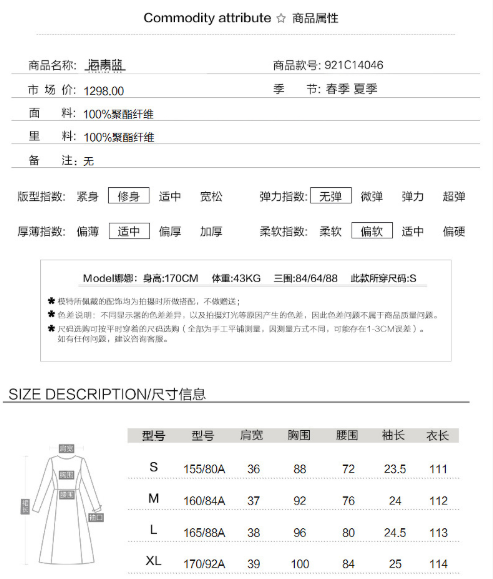 Commodity attribute ☆ 商品属性
商品名称: 海青蓝
商品款号: 921C14046
市 场 价: 1298.00
季 节: 春季 夏季
面 料: 100%聚酯纤维
里 料: 100%聚酯纤维
备 注: 无
版型指数: 紧身 修身 适中 宽松
弹力指数: 无弹 微弹 弹力 超弹
厚薄指数: 偏薄 适中 偏厚 加厚
柔软指数: 柔软 偏软 适中 偏硬
Model娜娜: 身高:170CM 体重:43KG 三围:84/64/88 此款所穿尺码:S
✱ 模特所佩戴的配饰均为拍摄时所做搭配，不做赠送；
✱ 色差说明：不同显示器的色差差异，以及拍摄灯光等原因产生的色差，因此色差问题不属于商品质量问题。
✱ 尺码选购可按平时穿着的尺码选购（全部为手工平铺测量，因测量方式不同，可能存在1-3CM误差）。
如有任何问题，建议咨询客服。
SIZE DESCRIPTION/尺寸信息
型号 型号 肩宽 胸围 腰围 袖长 衣长
S 155/80A 36 88 72 23.5 111
M 160/84A 37 92 76 24 112
L 164/88A 38 96 80 24.5 113
XL 170/92A 39 100 84 25 114
肩宽
胸围
腰围
裙长
袖口